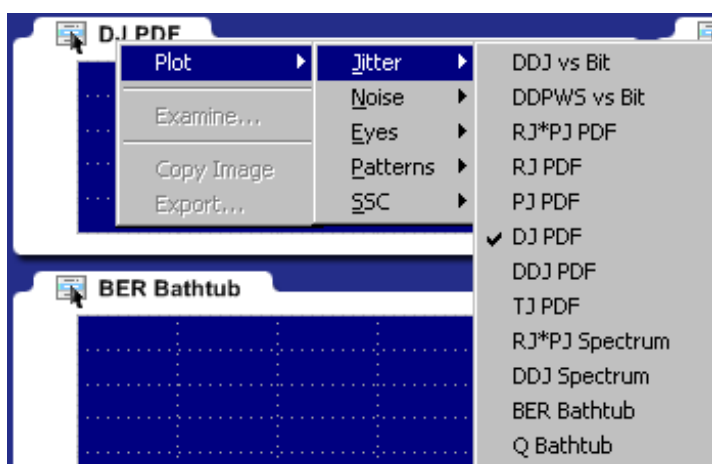 DJ PDF
Plot
Examine...
Copy Image
Export...
Jitter
Noise
Eyes
Patterns
SSC
DDJ vs Bit
DDPWS vs Bit
RJ*PJ PDF
RJ PDF
PJ PDF
DJ PDF
DDJ PDF
TJ PDF
RJ*PJ Spectrum
DDJ Spectrum
BER Bathtub
Q Bathtub
BER Bathtub